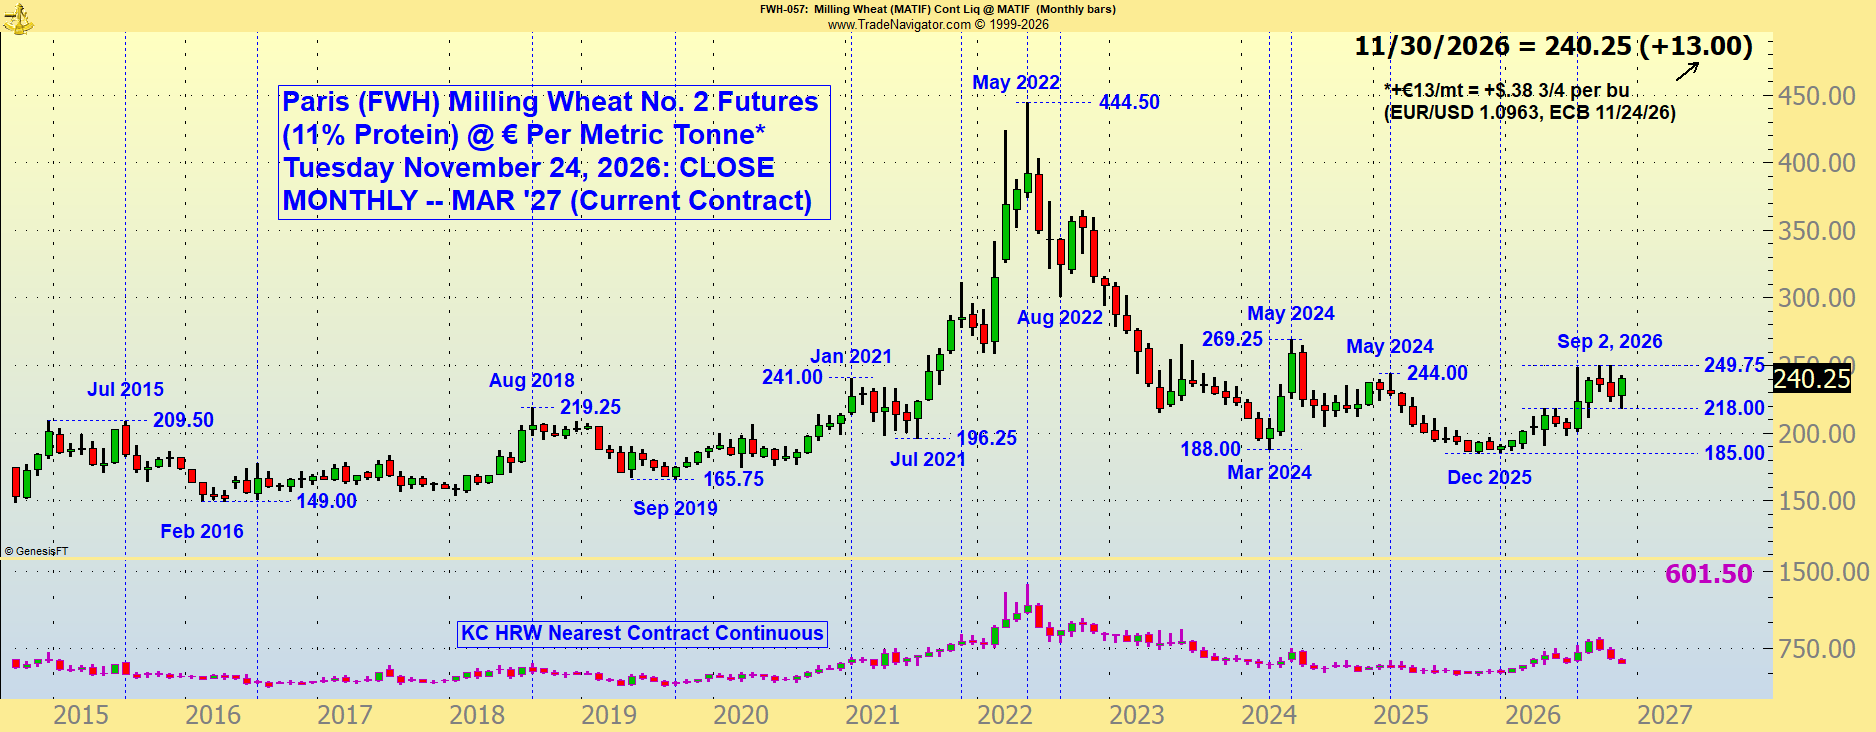 FWH-057:  Milling Wheat (MATIF) Cont Liq @ MATIF  (Monthly bars)
www.TradeNavigator.com © 1999-2026
11/30/2026 = 240.25 (+13.00)
*+€13/mt = +$.38 3/4 per bu
(EUR/USD 1.0963, ECB 11/24/26)
Paris (FWH) Milling Wheat No. 2 Futures
(11% Protein) @ € Per Metric Tonne*
Tuesday November 24, 2026: CLOSE
MONTHLY -- MAR '27 (Current Contract)
May 2022
444.50
Aug 2022
May 2024
269.25
May 2024
244.00
Sep 2, 2026
249.75
218.00
185.00
Jan 2021
241.00
Aug 2018
219.25
Jul 2015
209.50
196.25
Jul 2021
188.00
Mar 2024
Dec 2025
165.75
Sep 2019
149.00
Feb 2016
450.00
400.00
350.00
300.00
240.25
200.00
150.00
© GenesisFT
601.50
KC HRW Nearest Contract Continuous
1500.00
750.00
2015 2016 2017 2018 2019 2020 2021 2022 2023 2024 2025 2026 2027